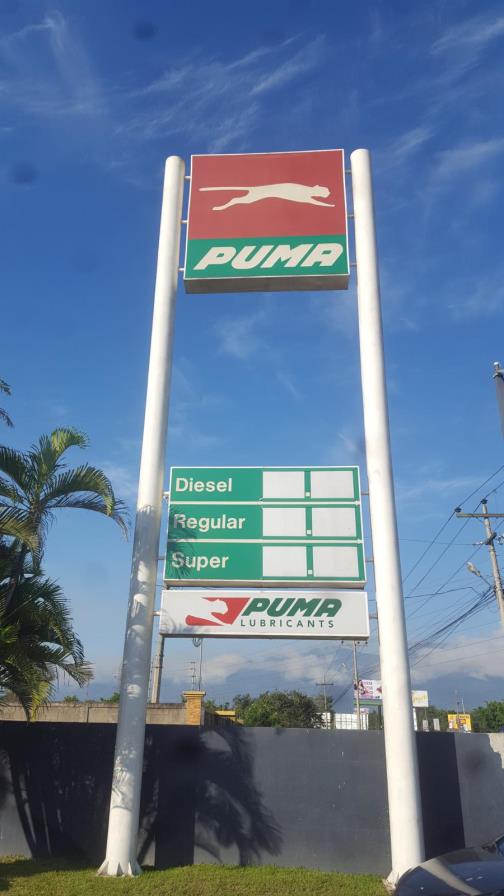 PUMA
Diesel
Regular
Super
PUMA
LUBRICANTS